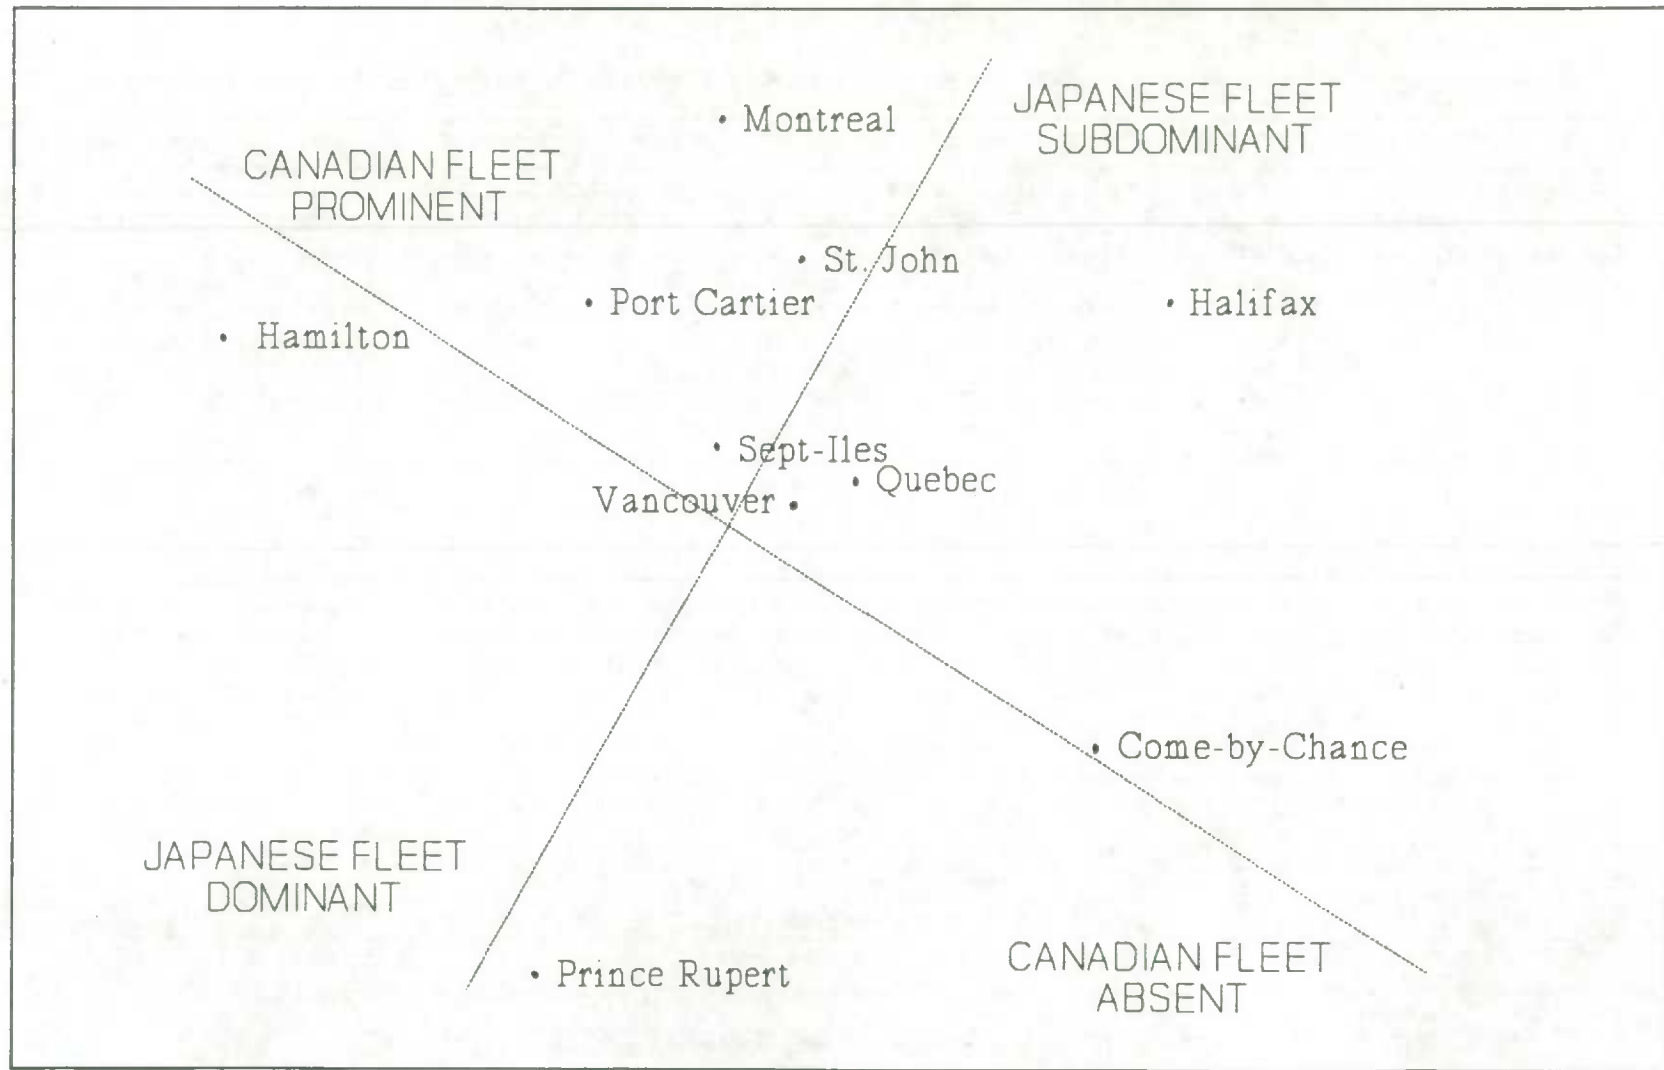 JAPANESE FLEET
SUBDOMINANT
Montreal
CANADIAN FLEET
PROMINENT
St. John
Port Cartier
Halifax
Hamilton
Sept-Iles
Quebec
Vancouver
Come-by-Chance
JAPANESE FLEET
DOMINANT
CANADIAN FLEET
ABSENT
Prince Rupert